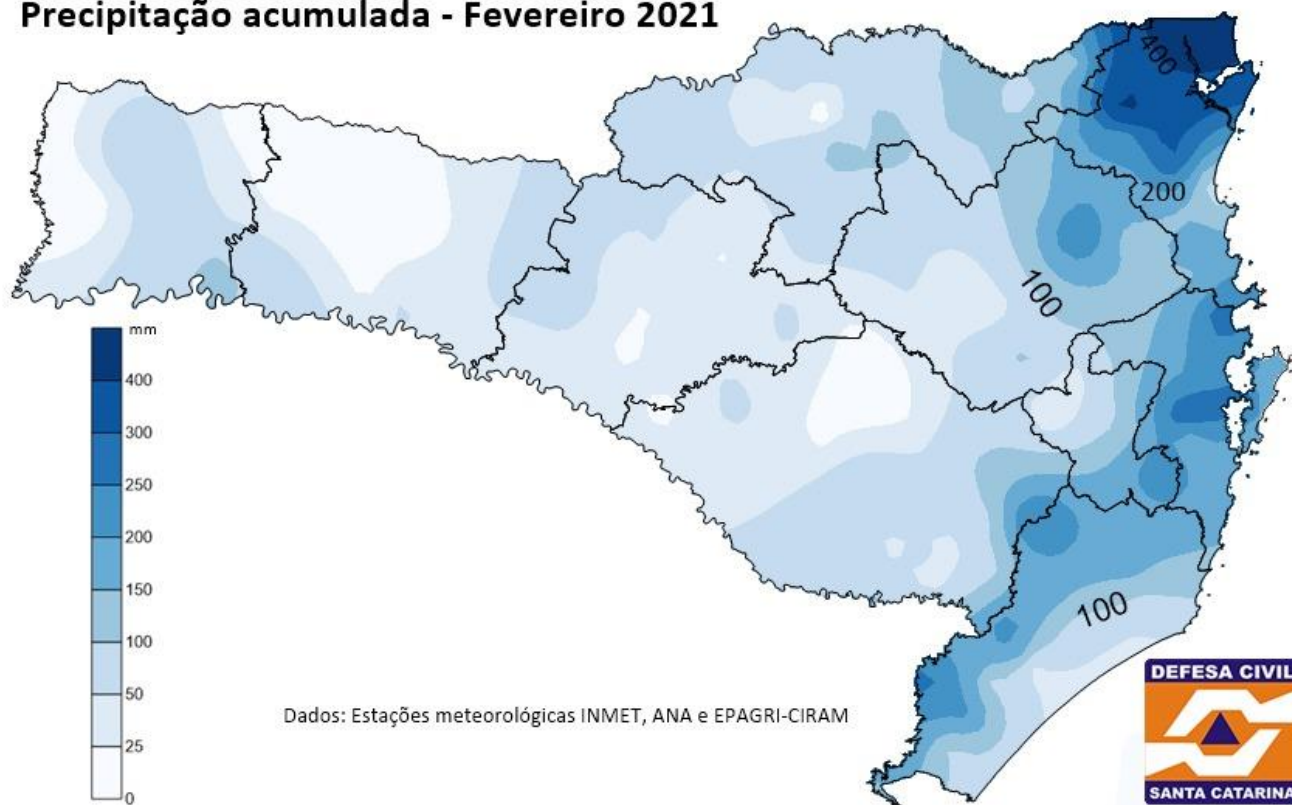 Precipitação acumulada - Fevereiro 2021
400
200
100
mm
400
300
250
200
150
100
50
25
0
100
Dados: Estações meteorológicas INMET, ANA e EPAGRI-CIRAM
DEFESA CIVIL
SANTA CATARINA